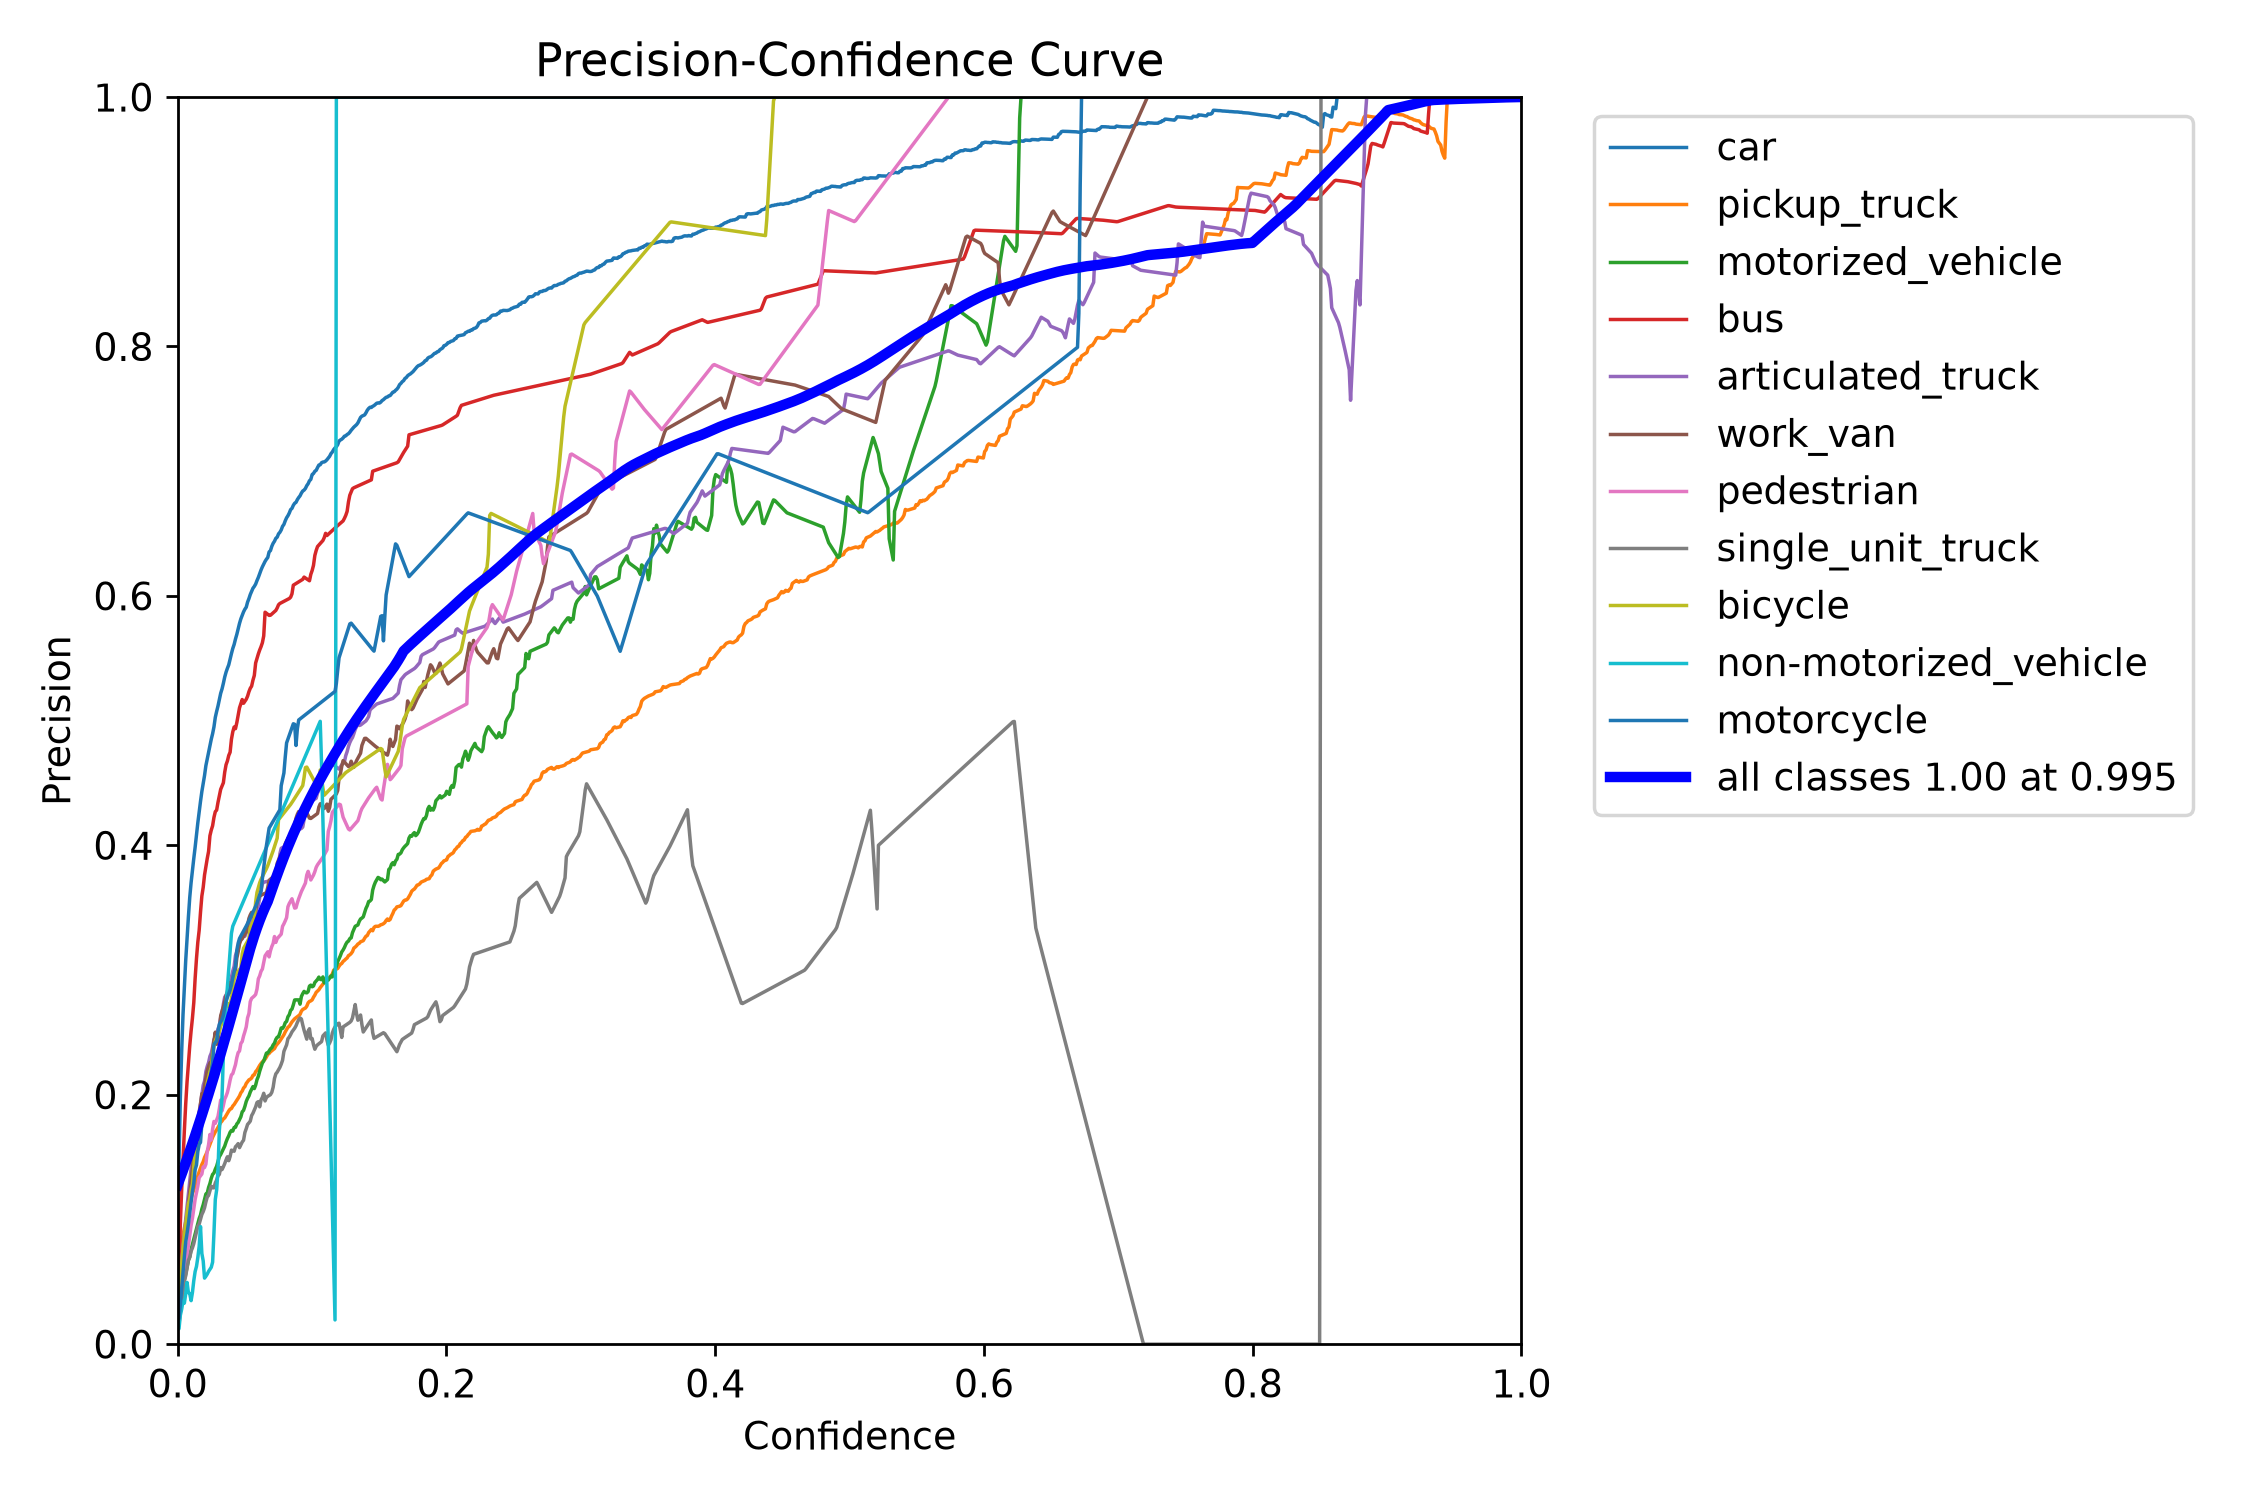 Precision-Confidence Curve
1.0
0.8
0.6
0.4
0.2
0.0
Precision
0.0 0.2 0.4 0.6 0.8 1.0
Confidence
car
pickup_truck
motorized_vehicle
bus
articulated_truck
work_van
pedestrian
single_unit_truck
bicycle
non-motorized_vehicle
motorcycle
all classes 1.00 at 0.995